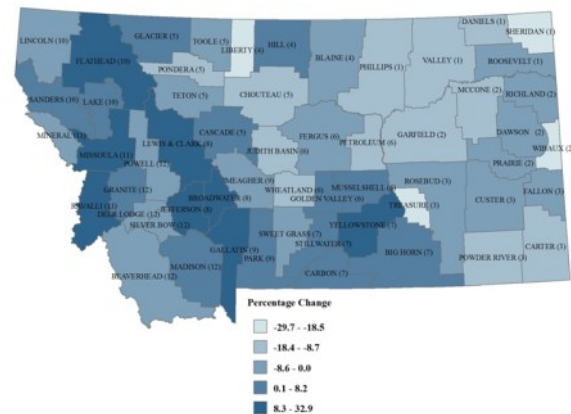 DANIELS (1)
SHERIDAN (1)
LINCOLN (10)
GLACIER (5)
TOOLE (5)
LIBERTY (4)
HILL (4)
BLAINE (4)
PHILLIPS (1)
VALLEY (1)
ROOSEVELT (1)
FLATHEAD (10)
PONDERA (5)
TETON (5)
CHOUTEAU (5)
MCCONE (2)
RICHLAND (2)
SANDERS (10)
LAKE (10)
CASCADE (5)
FERGUS (6)
PETROLEUM (6)
GARFIELD (2)
DAWSON (2)
MINERAL (11)
MISSOULA (11)
POWELL (12)
LEWIS & CLARK (8)
JUDITH BASIN (6)
PRAIRIE (2)
WIBAUX (2)
GRANITE (12)
BROADWATER (8)
MEAGHER (9)
WHEATLAND (6)
GOLDEN VALLEY (6)
MUSSELSHELL (6)
ROSEBUD (3)
TREASURE (3)
CUSTER (3)
FALLON (3)
RAVALLI (11)
DEER LODGE (12)
JEFFERSON (8)
SILVER BOW (12)
GALLATIN (9)
PARK (9)
SWEET GRASS (7)
STILLWATER (7)
YELLOWSTONE (7)
BIG HORN (7)
POWDER RIVER (3)
CARTER (3)
BEAVERHEAD (12)
MADISON (12)
CARBON (7)
Percentage Change
-29.7 - -18.5
-18.4 - -8.7
-8.6 - 0.0
0.1 - 8.2
8.3 - 32.9